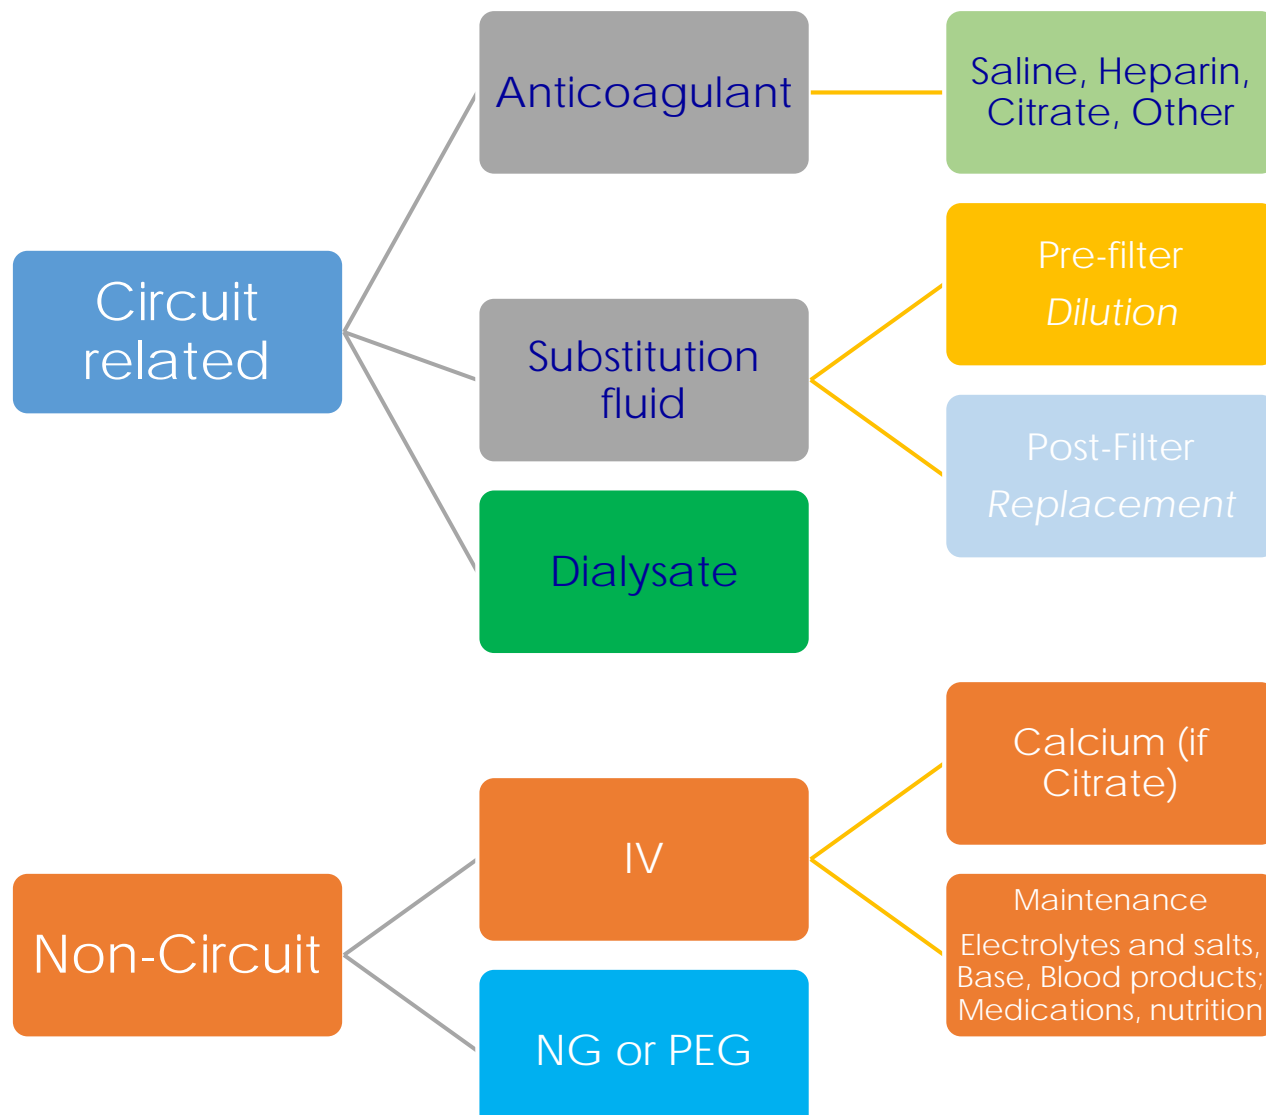 Anticoagulant
Saline, Heparin,
Citrate, Other
Circuit
related
Substitution
fluid
Pre-filter
Dilution
Post-Filter
Replacement
Dialysate
Non-Circuit
IV
Calcium (if
Citrate)
Maintenance
Electrolytes and salts,
Base, Blood products;
Medications, nutrition
NG or PEG